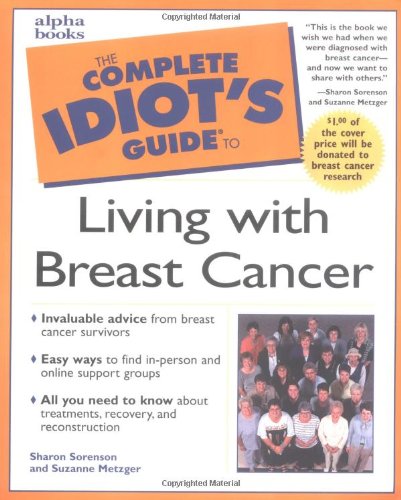 Copyrighted Material
alpha
books
"This is the book we
wish we had when we
were diagnosed with
breast cancer—
and now we want to
share with others."
—Sharon Sorenson
and Suzanne Metzger
THE
COMPLETE
IDIOT'S
GUIDE® TO
$1.00 of
the cover
price will be
donated to
breast cancer
research
Living with
Breast Cancer
Invaluable advice from breast
cancer survivors
Easy ways to find in-person and
online support groups
All you need to know about
treatments, recovery, and
reconstruction
Sharon Sorenson
and Suzanne Metzger
Copyrighted Material